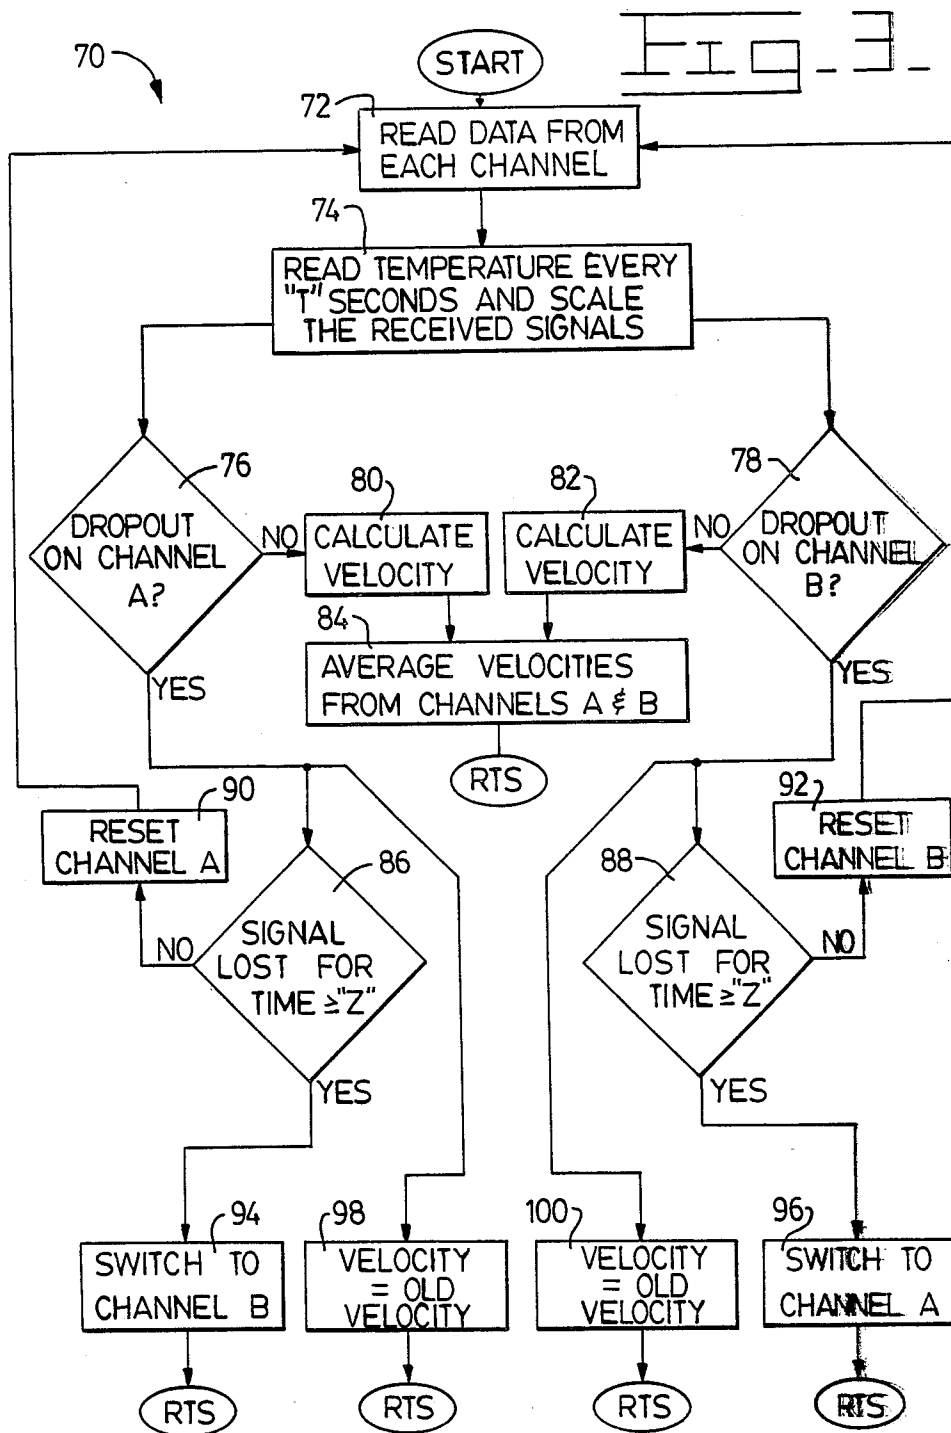 Fig. 3.
70
START
72
READ DATA FROM
EACH CHANNEL
74
READ TEMPERATURE EVERY
"T" SECONDS AND SCALE
THE RECEIVED SIGNALS
76
DROPOUT
ON CHANNEL
A?
NO
YES
80
CALCULATE
VELOCITY
82
CALCULATE
VELOCITY
78
DROPOUT
ON CHANNEL
B?
NO
YES
84
AVERAGE VELOCITIES
FROM CHANNELS A & B
RTS
90
RESET
CHANNEL A
86
SIGNAL
LOST FOR
TIME ≥"Z"
NO
YES
88
SIGNAL
LOST FOR
TIME ≥"Z"
NO
YES
92
RESET
CHANNEL B
94
SWITCH TO
CHANNEL B
RTS
98
VELOCITY
= OLD
VELOCITY
RTS
100
VELOCITY
= OLD
VELOCITY
RTS
96
SWITCH TO
CHANNEL A
RTS